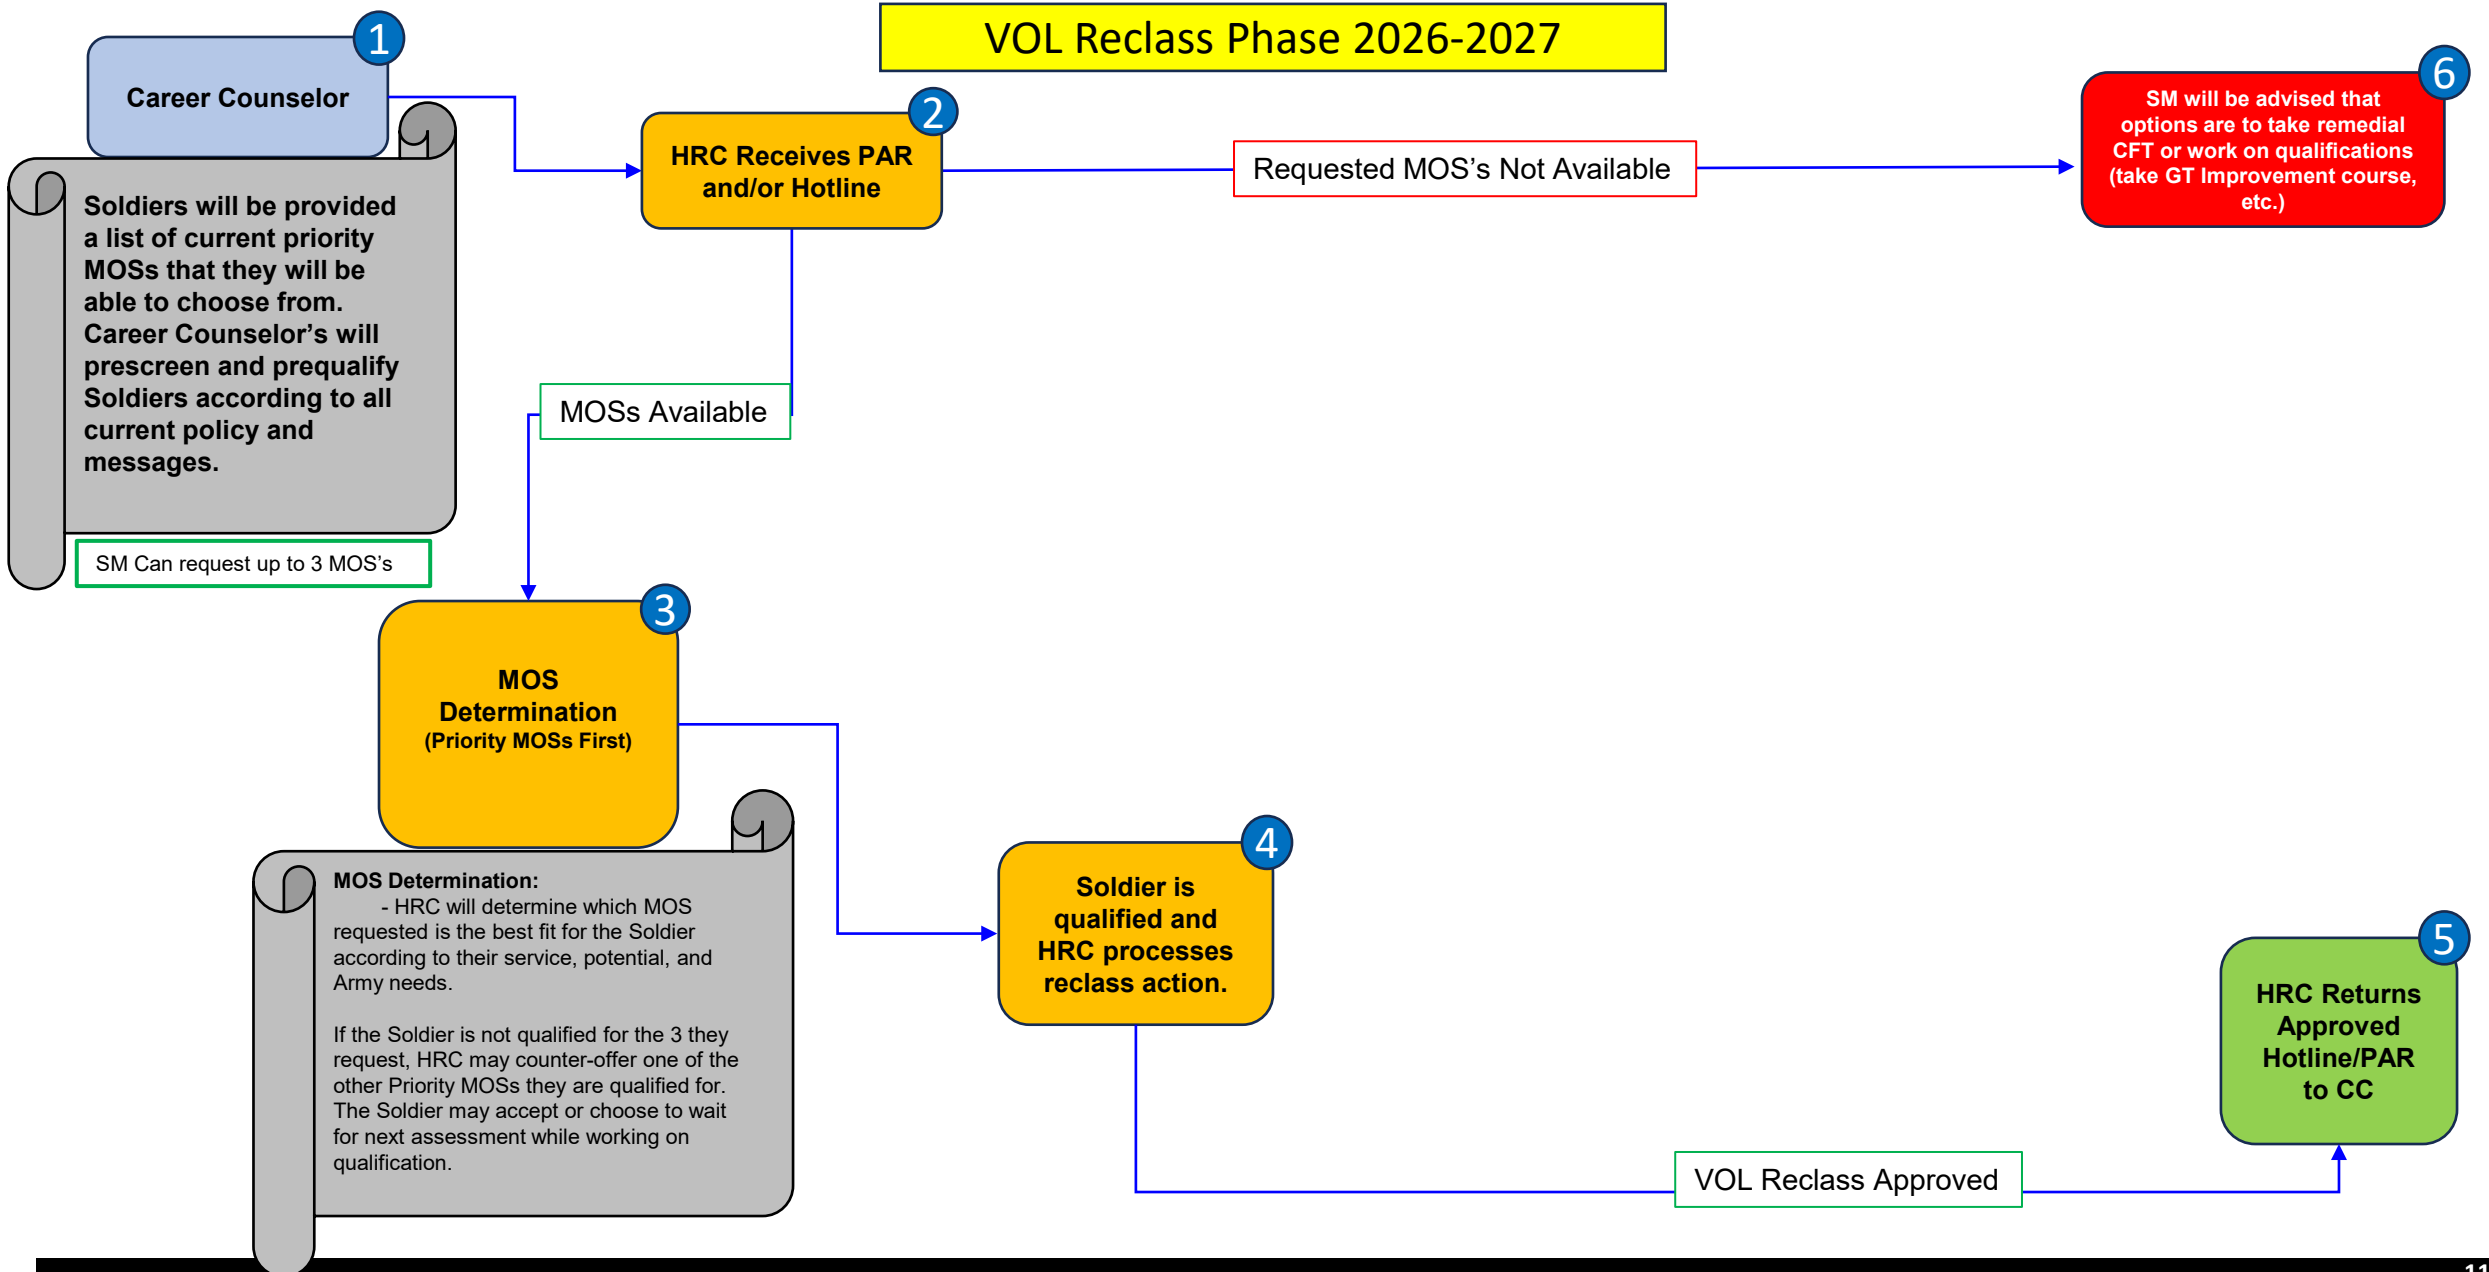 VOL Reclass Phase 2026-2027
1
Career Counselor
Soldiers will be provided
a list of current priority
MOSs that they will be
able to choose from.
Career Counselor’s will
prescreen and prequalify
Soldiers according to all
current policy and
messages.
SM Can request up to 3 MOS’s
2
HRC Receives PAR
and/or Hotline
Requested MOS’s Not Available
6
SM will be advised that
options are to take remedial
CFT or work on qualifications
(take GT Improvement course,
etc.)
MOSs Available
3
MOS
Determination
(Priority MOSs First)
MOS Determination:
- HRC will determine which MOS
requested is the best fit for the Soldier
according to their service, potential, and
Army needs.
If the Soldier is not qualified for the 3 they
request, HRC may counter-offer one of the
other Priority MOSs they are qualified for.
The Soldier may accept or choose to wait
for next assessment while working on
qualification.
4
Soldier is
qualified and
HRC processes
reclass action.
VOL Reclass Approved
5
HRC Returns
Approved
Hotline/PAR
to CC
11